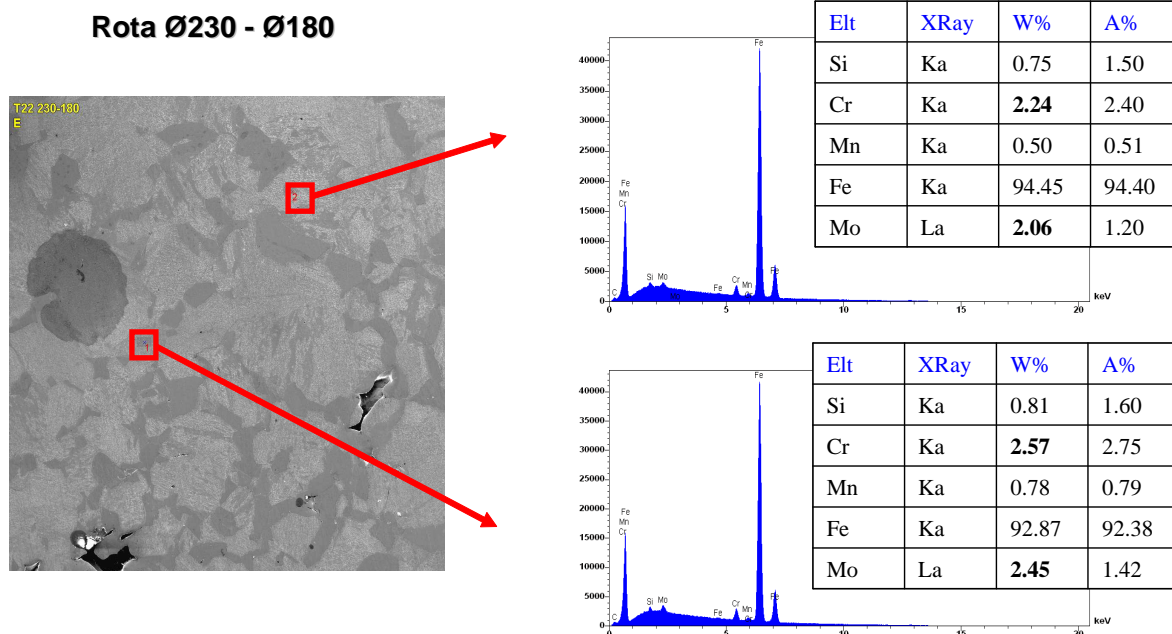 Rota Ø230 - Ø180
T22 230-180
E
2
1
Elt XRay W% A%
Si Ka 0.75 1.50
Cr Ka 2.24 2.40
Mn Ka 0.50 0.51
Fe Ka 94.45 94.40
Mo La 2.06 1.20
Fe
40000
35000
30000
25000
20000
15000
10000
5000
0
Fe
Mn
Cr
C
Si
Mo
Fe
Cr
Mn
Cr
Fe
0 5 10 15 20
keV
Elt XRay W% A%
Si Ka 0.81 1.60
Cr Ka 2.57 2.75
Mn Ka 0.78 0.79
Fe Ka 92.87 92.38
Mo La 2.45 1.42
Fe
40000
35000
30000
25000
20000
15000
10000
5000
0
Fe
Mn
Cr
C
Si
Mo
Fe
Cr
Mn
Cr
Fe
keV